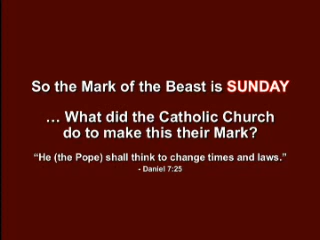 So the Mark of the Beast is SUNDAY
… What did the Catholic Church
do to make this their Mark?
“He (the Pope) shall think to change times and laws.”
- Daniel 7:25